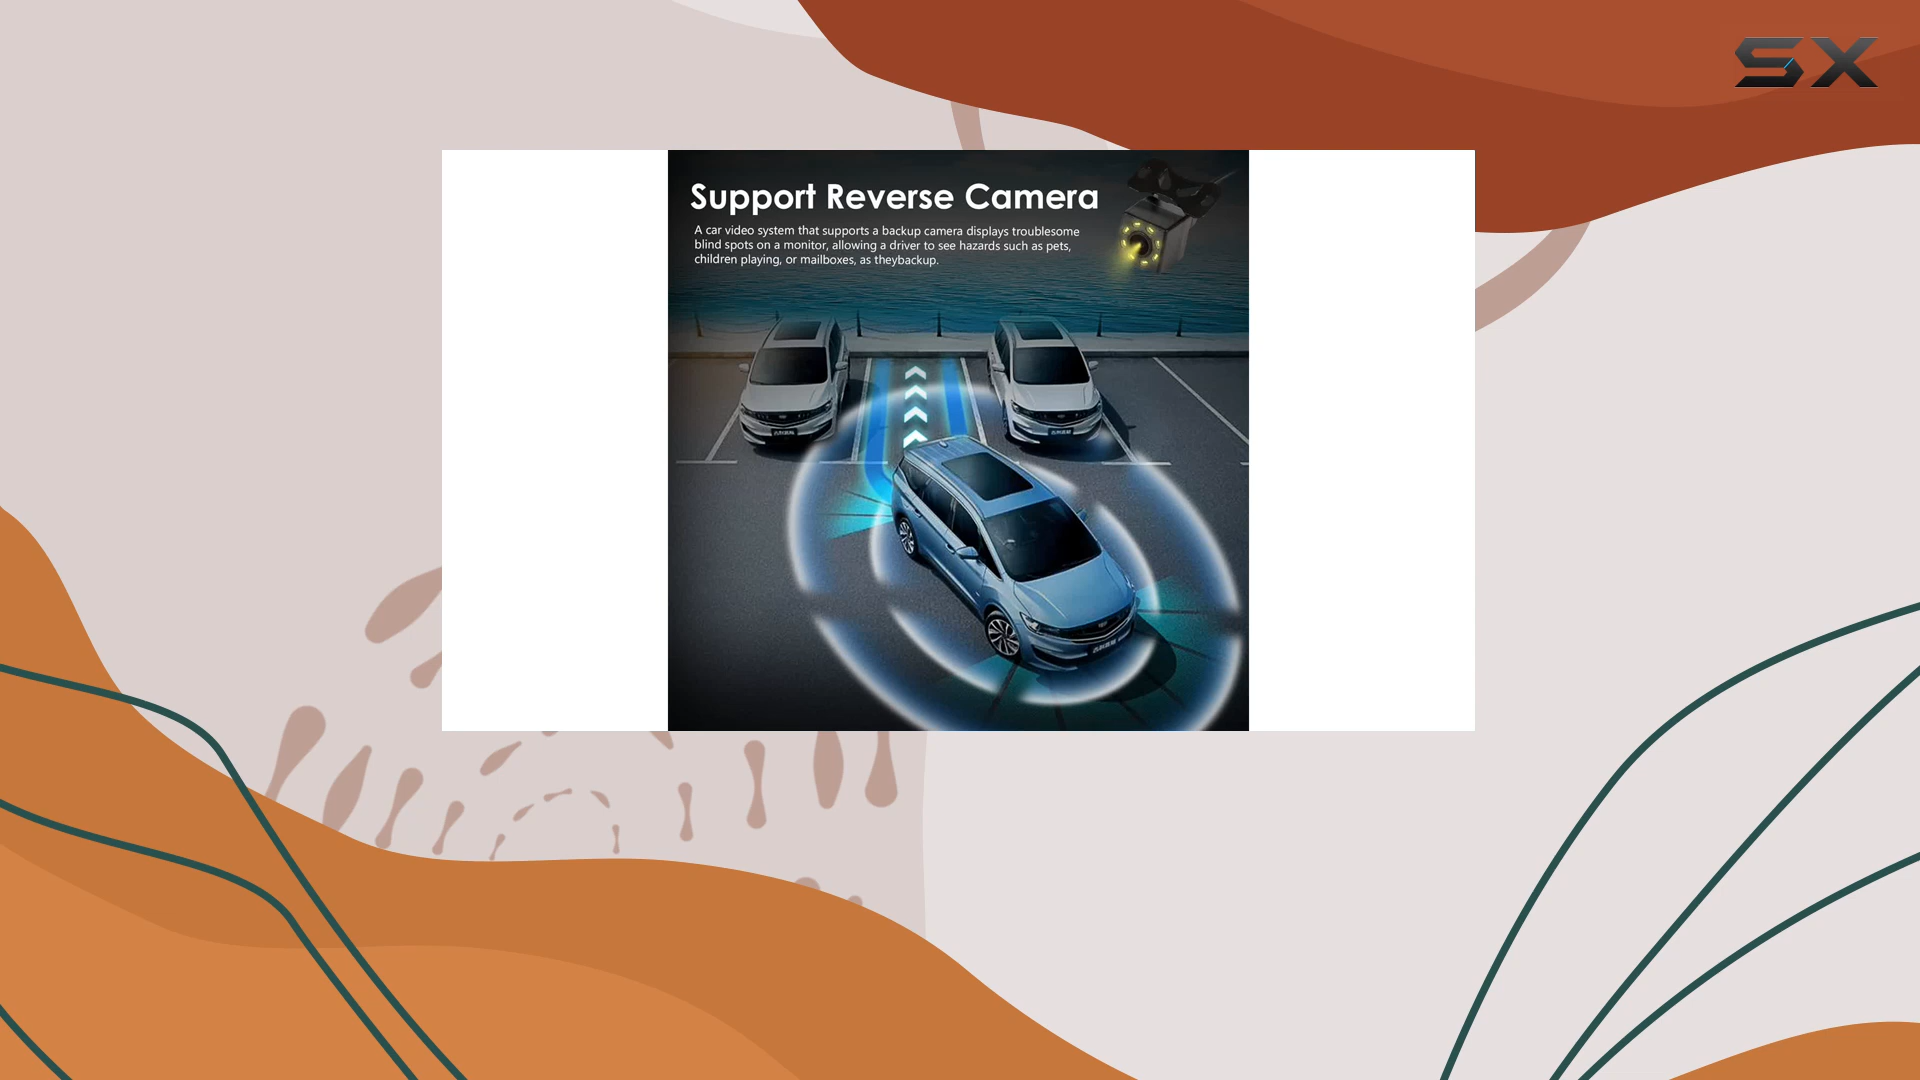 SX
Support Reverse Camera
A car video system that supports a backup camera displays troublesome
blind spots on a monitor, allowing a driver to see hazards such as pets,
children playing, or mailboxes, as theybackup.